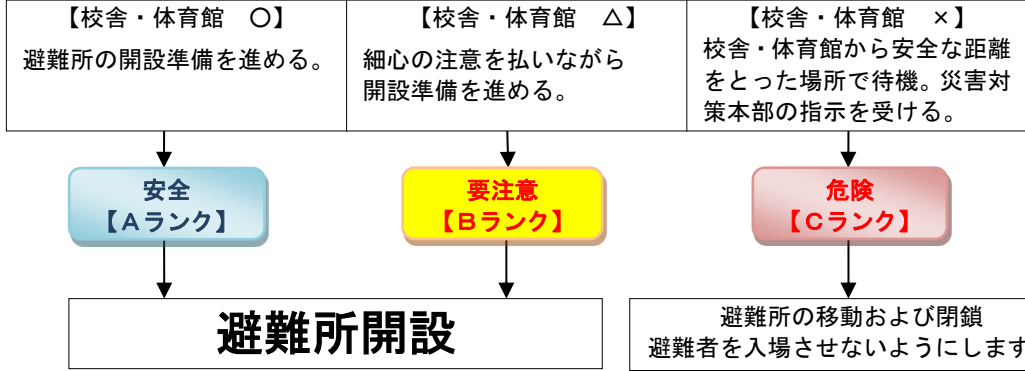 【校舎・体育館　〇】
避難所の開設準備を進める。
【校舎・体育館　△】
細心の注意を払いながら
開設準備を進める。
【校舎・体育館　×】
校舎・体育館から安全な距離
をとった場所で待機。災害対
策本部の指示を受ける。
安全
【Ａランク】
要注意
【Ｂランク】
危険
【Ｃランク】
避難所開設
避難所の移動および閉鎖
避難者を入場させないようにします